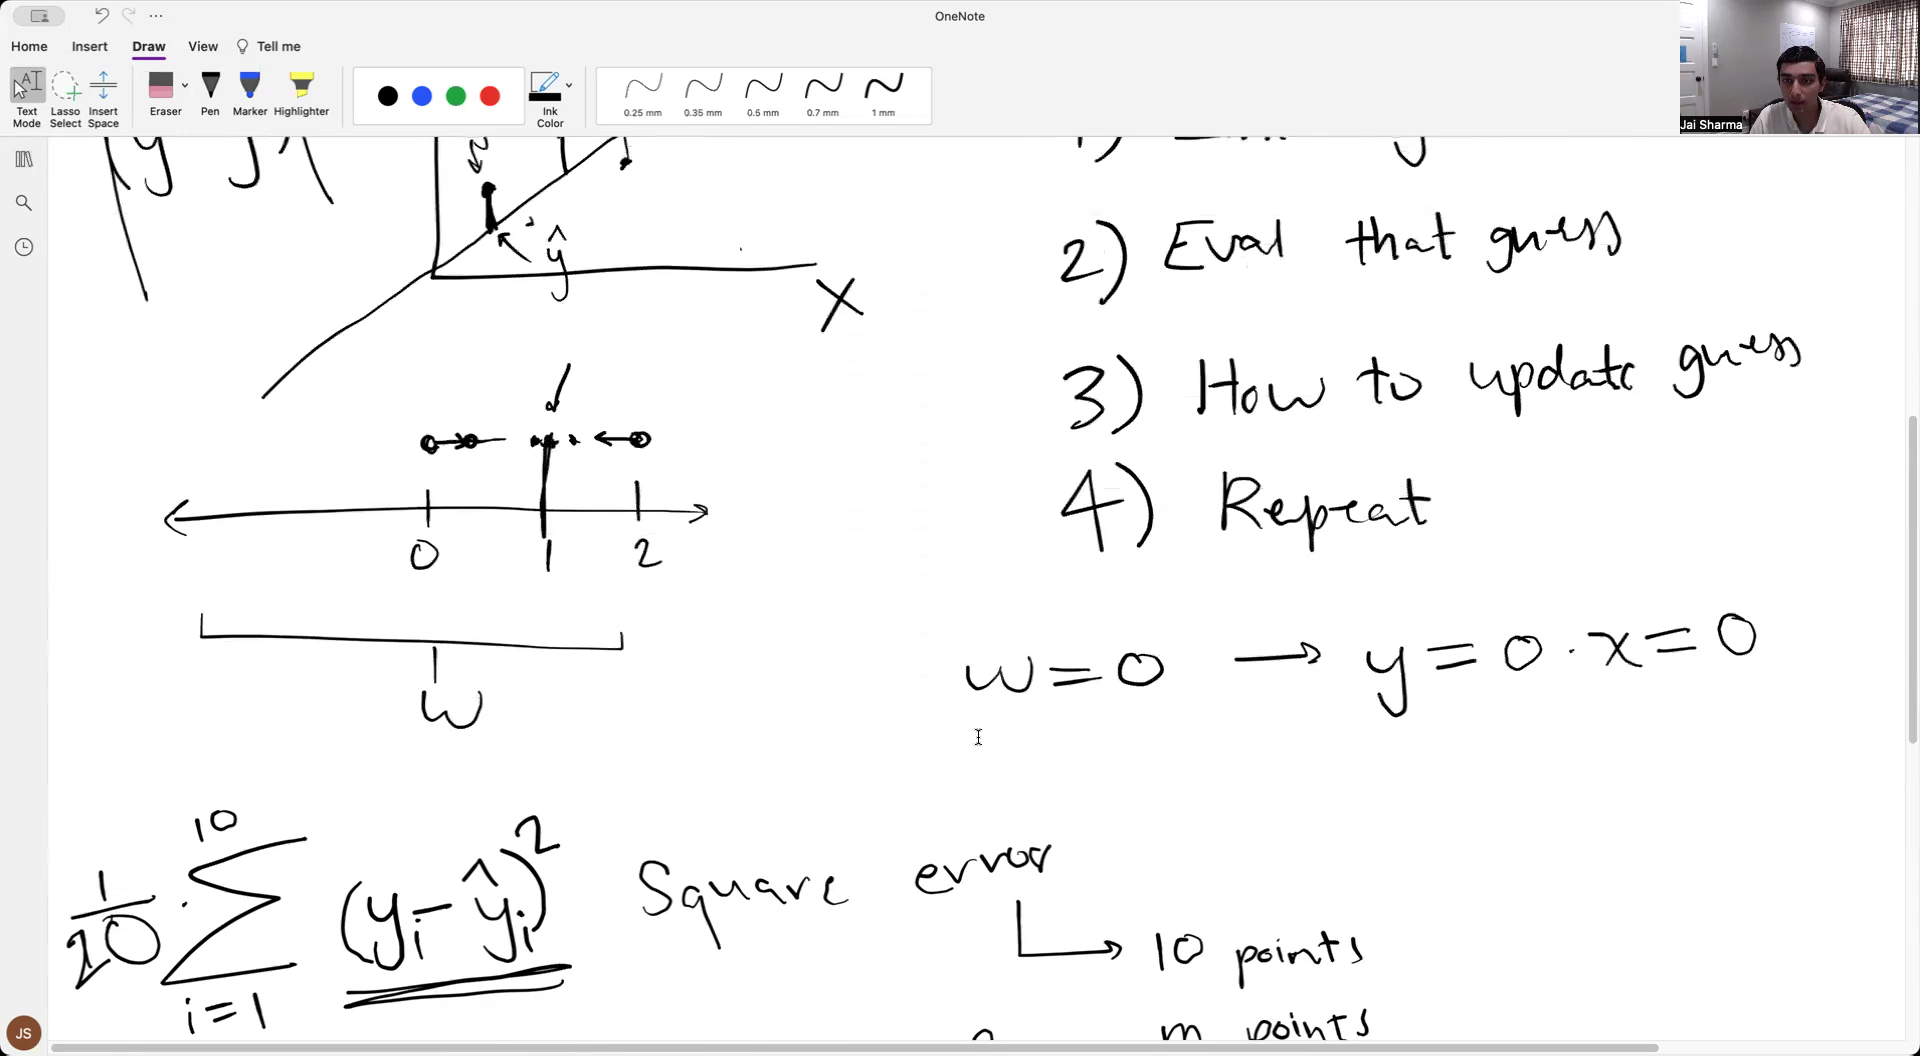 OneNote
Home Insert Draw View Tell me
Text Mode
Lasso Select
Insert Space
Eraser
Pen
Marker
Highlighter
Ink Color
0.25 mm
0.35 mm
0.5 mm
0.7 mm
1 mm
Jai Sharma
ŷ
X
0 1 2
W
2) Eval that guess
3) How to update guess
4) Repeat
w = 0 → y = 0 · x = 0
1/20 · 10 Σ i=1 (yᵢ - ŷᵢ)² Square error
10 points
m points
JS